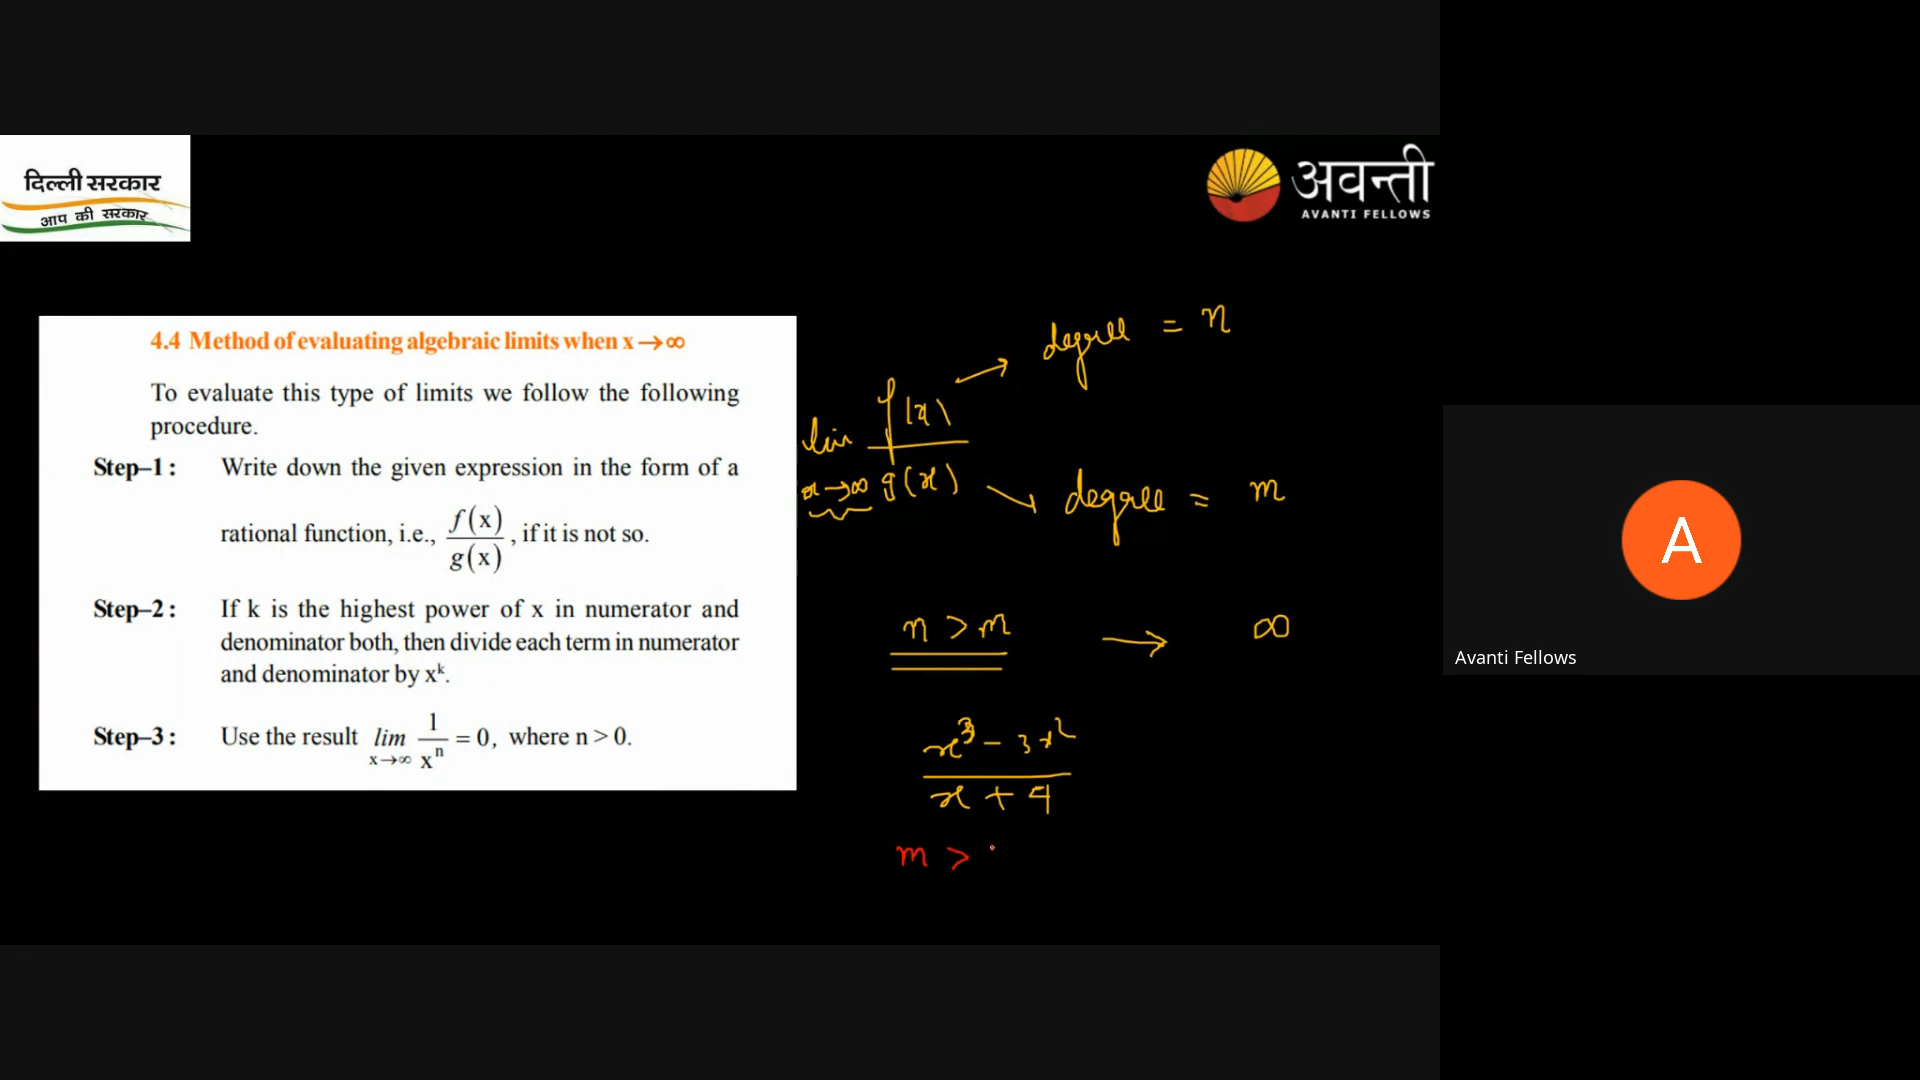 दिल्ली सरकार
आप की सरकार
अवन्ती
AVANTI FELLOWS
4.4 Method of evaluating algebraic limits when x→∞
To evaluate this type of limits we follow the following
procedure.
Step–1: Write down the given expression in the form of a
rational function, i.e., f(x)/g(x), if it is not so.
Step–2: If k is the highest power of x in numerator and
denominator both, then divide each term in numerator
and denominator by xᵏ.
Step–3: Use the result lim x→∞ 1/xⁿ = 0, where n > 0.
degree = n
lim x→∞ f(x)/g(x)
degree = m
n > m → ∞
x³ – 3x²
x + 4
m >
A
Avanti Fellows